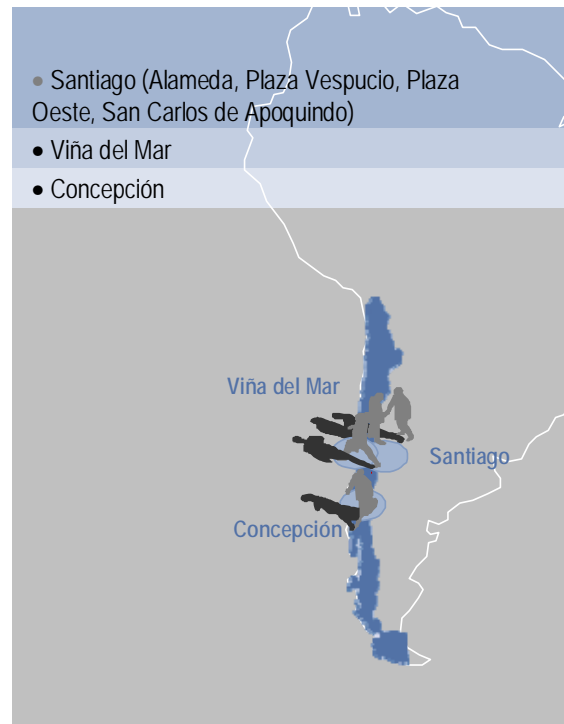 • Santiago (Alameda, Plaza Vespucio, Plaza
Oeste, San Carlos de Apoquindo)
• Viña del Mar
• Concepción
Viña del Mar
Santiago
Concepción